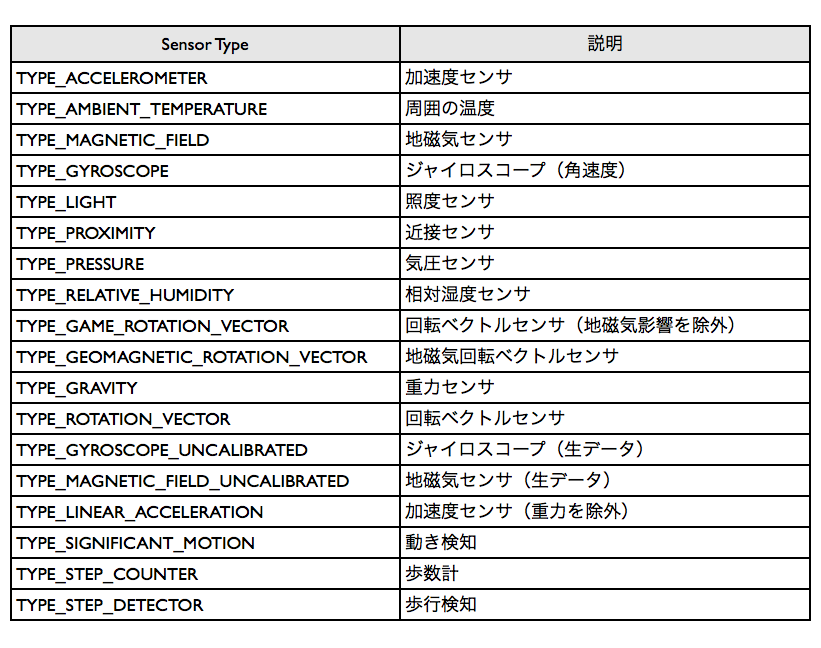 Sensor Type 説明
TYPE_ACCELEROMETER 加速度センサ
TYPE_AMBIENT_TEMPERATURE 周囲の温度
TYPE_MAGNETIC_FIELD 地磁気センサ
TYPE_GYROSCOPE ジャイロスコープ（角速度）
TYPE_LIGHT 照度センサ
TYPE_PROXIMITY 近接センサ
TYPE_PRESSURE 気圧センサ
TYPE_RELATIVE_HUMIDITY 相対湿度センサ
TYPE_GAME_ROTATION_VECTOR 回転ベクトルセンサ（地磁気影響を除外）
TYPE_GEOMAGNETIC_ROTATION_VECTOR 地磁気回転ベクトルセンサ
TYPE_GRAVITY 重力センサ
TYPE_ROTATION_VECTOR 回転ベクトルセンサ
TYPE_GYROSCOPE_UNCALIBRATED ジャイロスコープ（生データ）
TYPE_MAGNETIC_FIELD_UNCALIBRATED 地磁気センサ（生データ）
TYPE_LINEAR_ACCELERATION 加速度センサ（重力を除外）
TYPE_SIGNIFICANT_MOTION 動き検知
TYPE_STEP_COUNTER 歩数計
TYPE_STEP_DETECTOR 歩行検知